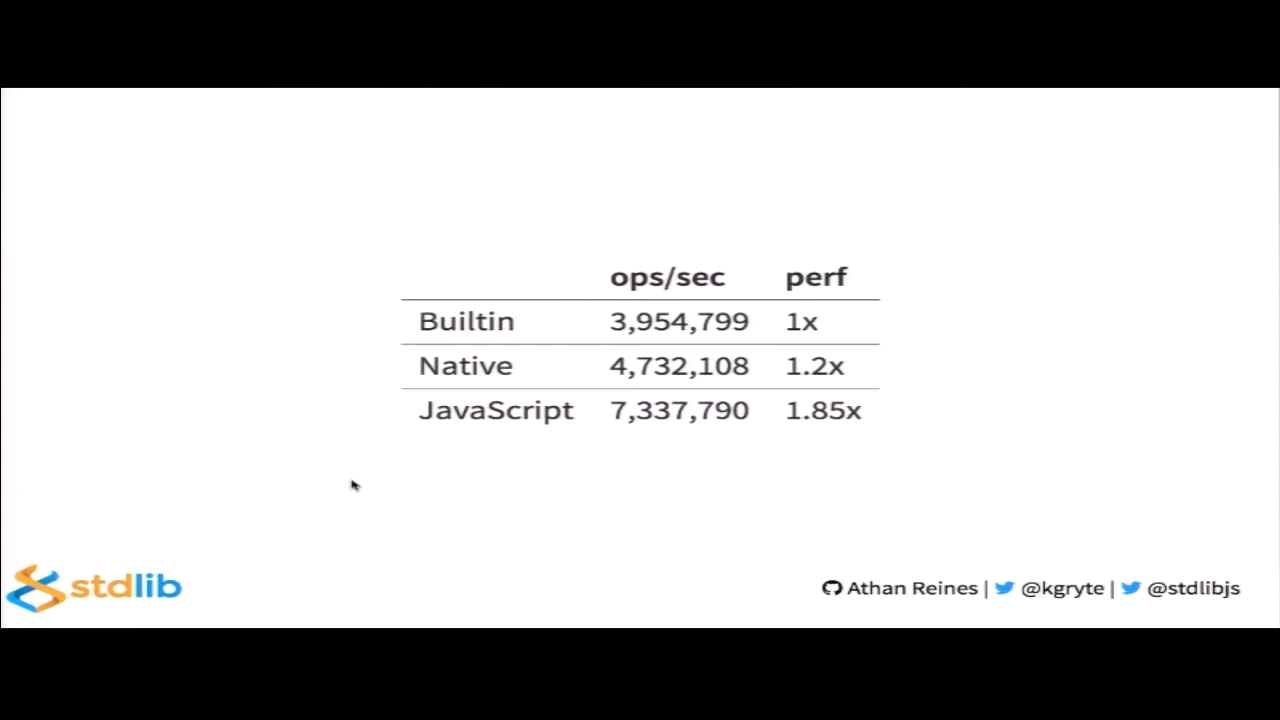 ops/sec perf
Builtin 3,954,799 1x
Native 4,732,108 1.2x
JavaScript 7,337,790 1.85x
stdlib
Athan Reines | @kgryte | @stdlibjs